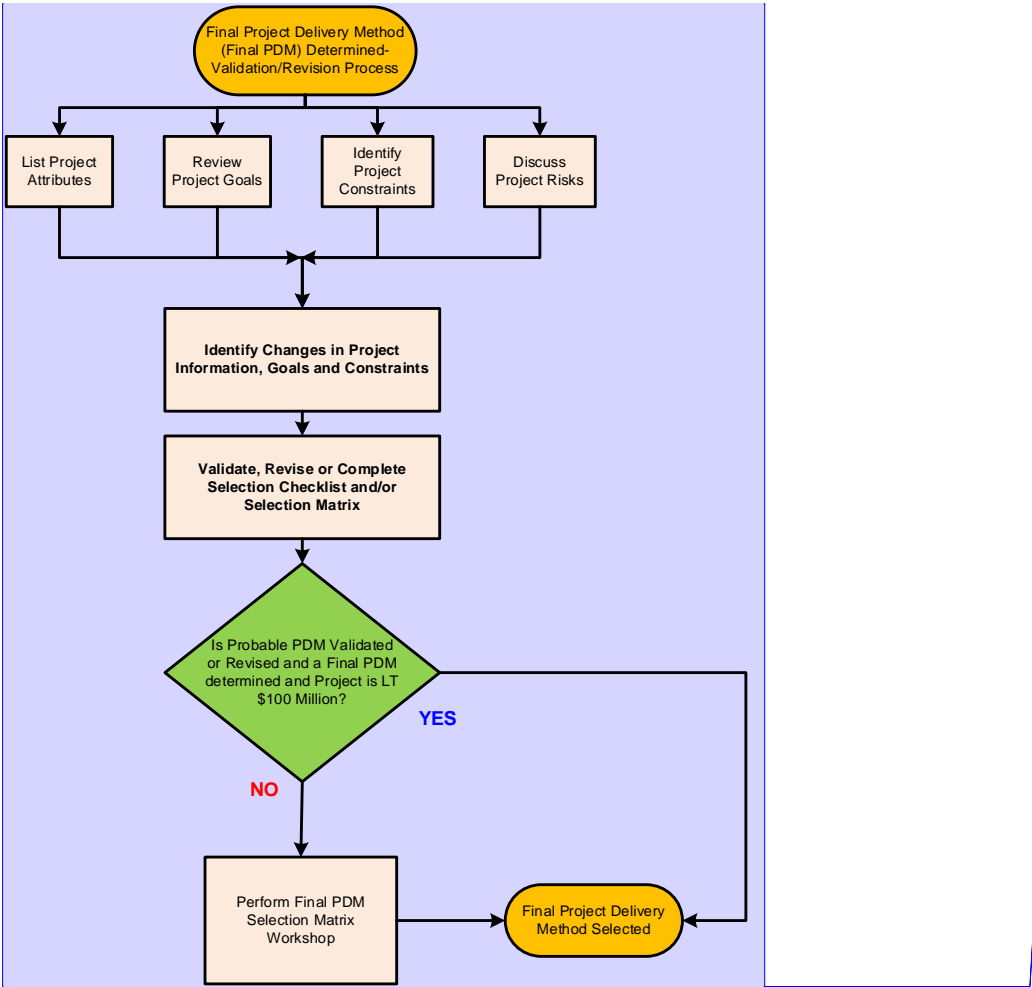 Final Project Delivery Method
(Final PDM) Determined-
Validation/Revision Process
List Project
Attributes
Review
Project Goals
Identify
Project
Constraints
Discuss
Project Risks
Identify Changes in Project
Information, Goals and Constraints
Validate, Revise or Complete
Selection Checklist and/or
Selection Matrix
Is Probable PDM Validated
or Revised and a Final PDM
determined and Project is LT
$100 Million?
YES
NO
Perform Final PDM
Selection Matrix
Workshop
Final Project Delivery
Method Selected